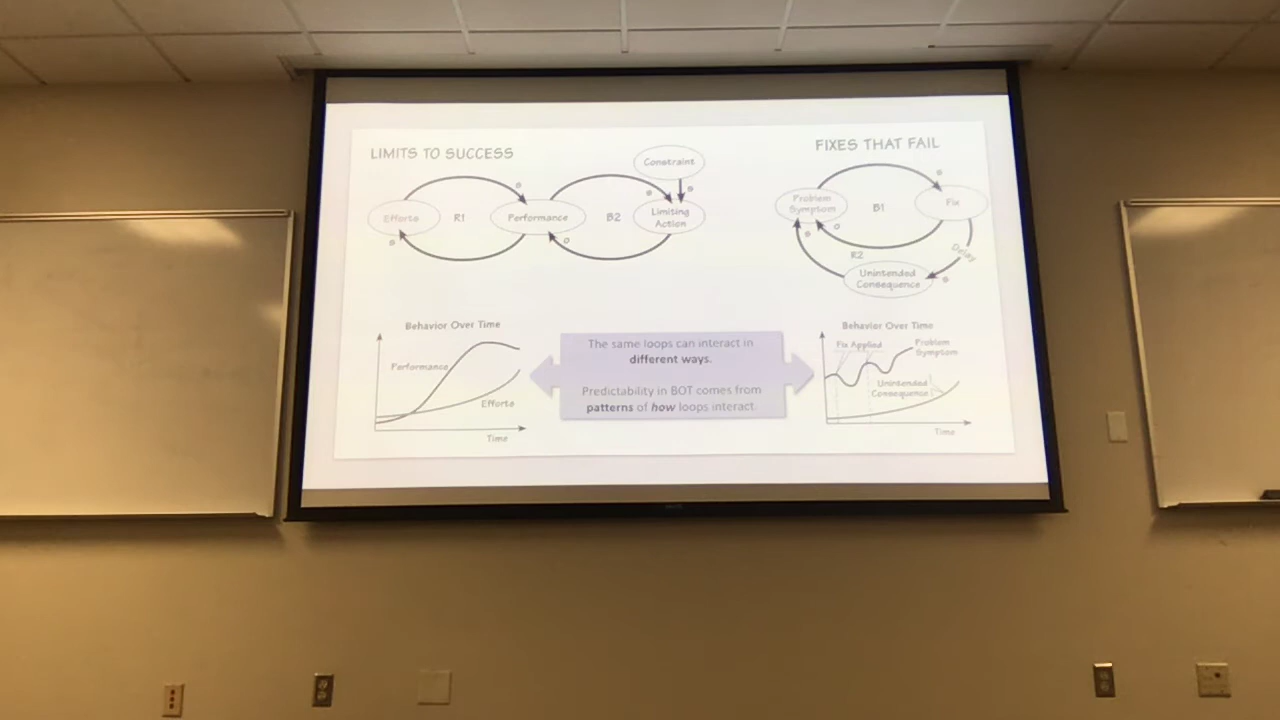 LIMITS TO SUCCESS
Constraint
s
s
s
Efforts
R1
Performance
B2
Limiting
Action
s
o
Behavior Over Time
Performance
Efforts
Time
The same loops can interact in
different ways.
Predictability in BOT comes from
patterns of how loops interact.
FIXES THAT FAIL
s
Problem
Symptom
B1
Fix
s
o
R2
Delay
Unintended
Consequence
s
Behavior Over Time
Fix Applied
Problem
Symptom
Unintended
Consequence
Time